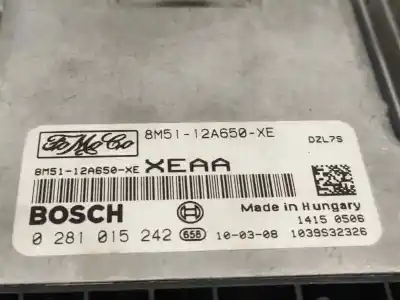 FoMoCo 8M51-12A650-XE DZL7S
8M51-12A650-XE XEAA
BOSCH Made in Hungary
1415 0506
0 281 015 242 658 10-03-08 1039S32326